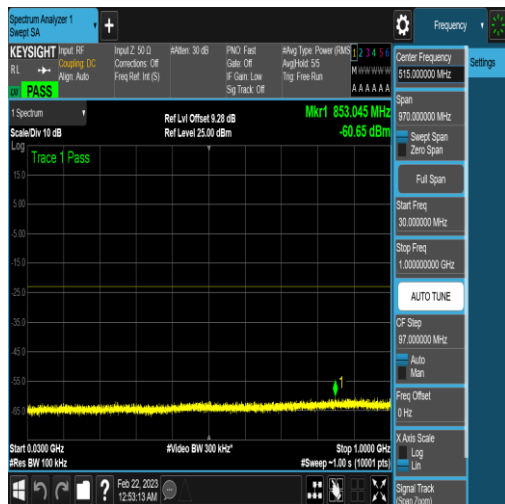 Spectrum Analyzer 1
Swept SA
+
Frequency
KEYSIGHT
RL
Input: RF
Coupling: DC
Align: Auto
Input Z: 50 Ω
Corrections: Off
Freq Ref: Int (S)
#Atten: 30 dB
PNO: Fast
Gate: Off
IF Gain: Low
Sig Track: Off
#Avg Type: Power (RMS
Avg|Hold: 5/5
Trig: Free Run
1 2 3 4 5 6
M W W W W W
A A A A A A
PASS
1 Spectrum
Scale/Div 10 dB
Ref Lvl Offset 9.28 dB
Ref Level 25.00 dBm
Mkr1 853.045 MHz
-60.65 dBm
Log
Trace 1 Pass
15.0
5.00
-5.00
-15.0
-25.0
-35.0
-45.0
-55.0
-65.0
1
Start 0.0300 GHz
#Res BW 100 kHz
#Video BW 300 kHz*
Stop 1.0000 GHz
#Sweep ~1.00 s (10001 pts)
Feb 22, 2023
12:53:13 AM
Center Frequency
515.000000 MHz
Span
970.000000 MHz
Swept Span
Zero Span
Full Span
Start Freq
30.000000 MHz
Stop Freq
1.000000000 GHz
AUTO TUNE
CF Step
97.000000 MHz
Auto
Man
Freq Offset
0 Hz
X Axis Scale
Log
Lin
Signal Track
(Span Zoom)
Settings